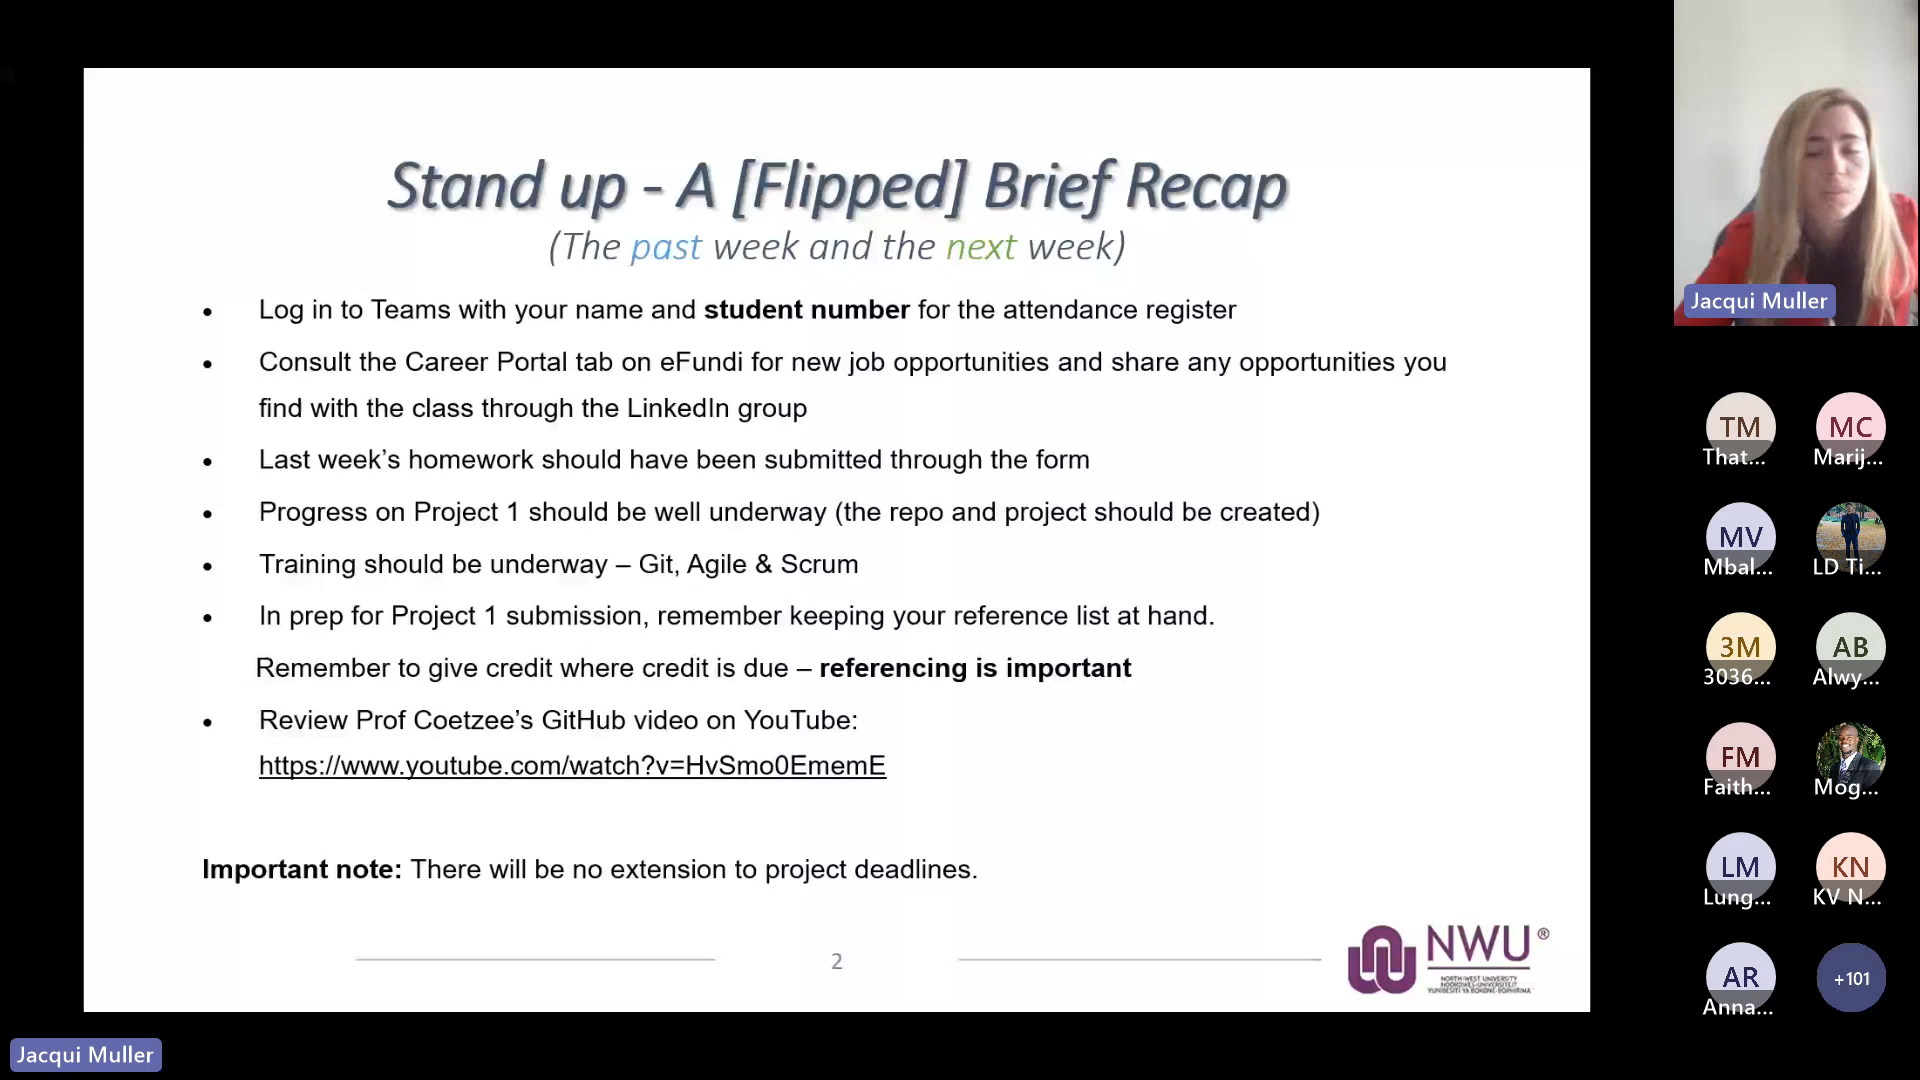 Stand up - A [Flipped] Brief Recap
(The past week and the next week)
• Log in to Teams with your name and student number for the attendance register
• Consult the Career Portal tab on eFundi for new job opportunities and share any opportunities you
find with the class through the LinkedIn group
• Last week’s homework should have been submitted through the form
• Progress on Project 1 should be well underway (the repo and project should be created)
• Training should be underway – Git, Agile & Scrum
• In prep for Project 1 submission, remember keeping your reference list at hand.
Remember to give credit where credit is due – referencing is important
• Review Prof Coetzee’s GitHub video on YouTube:
https://www.youtube.com/watch?v=HvSmo0EmemE
Important note: There will be no extension to project deadlines.
2
NWU®
NORTH-WEST UNIVERSITY
NOORDWES-UNIVERSITEIT
YUNIBESITI YA BOKONE-BOPHIRIMA
Jacqui Muller
TM MC
That... Marij...
MV
Mbal... LD Ti...
3M AB
3036... Alwy...
FM
Faith... Mog...
LM KN
Lung... KV N...
AR +101
Anna...
Jacqui Muller